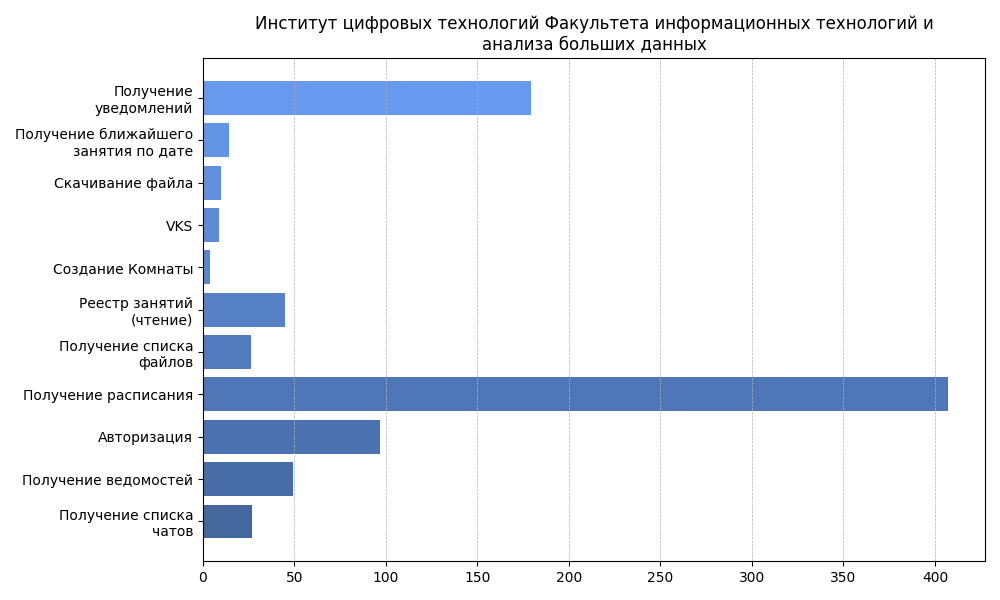 Институт цифровых технологий Факультета информационных технологий и
анализа больших данных
Получение
уведомлений
Получение ближайшего
занятия по дате
Скачивание файла
VKS
Создание Комнаты
Реестр занятий
(чтение)
Получение списка
файлов
Получение расписания
Авторизация
Получение ведомостей
Получение списка
чатов
0 50 100 150 200 250 300 350 400